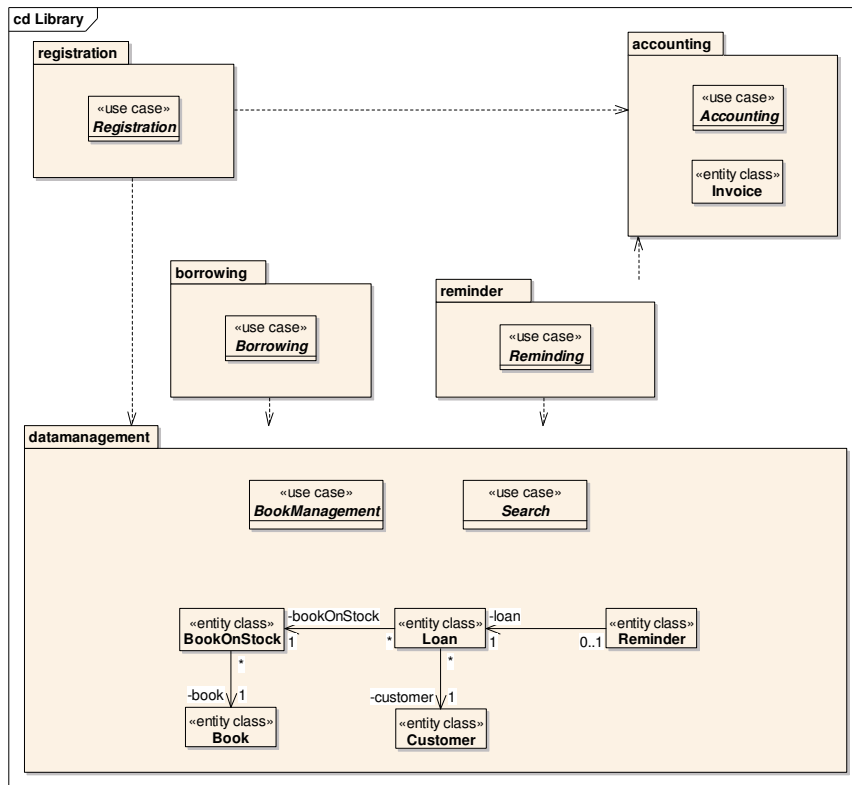 cd Library
registration
«use case»
Registration
accounting
«use case»
Accounting
«entity class»
Invoice
borrowing
«use case»
Borrowing
reminder
«use case»
Reminding
datamanagement
«use case»
BookManagement
«use case»
Search
«entity class»
BookOnStock
-bookOnStock
1
*
«entity class»
Loan
-loan
1
0..1
«entity class»
Reminder
*
-book 1
«entity class»
Book
*
-customer 1
«entity class»
Customer